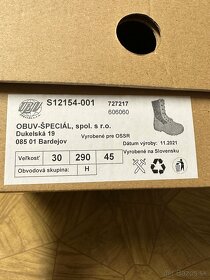 S12154-001
727217
606060
OBUV-ŠPECIÁL, spol. s r.o.
Dukelská 19
085 01 Bardejov
Vyrobené pre OSSR
Dátum výroby: 11.2021
Vyrobené na Slovensku
Veľkosť 30 290 45
Obvodová skupina: H